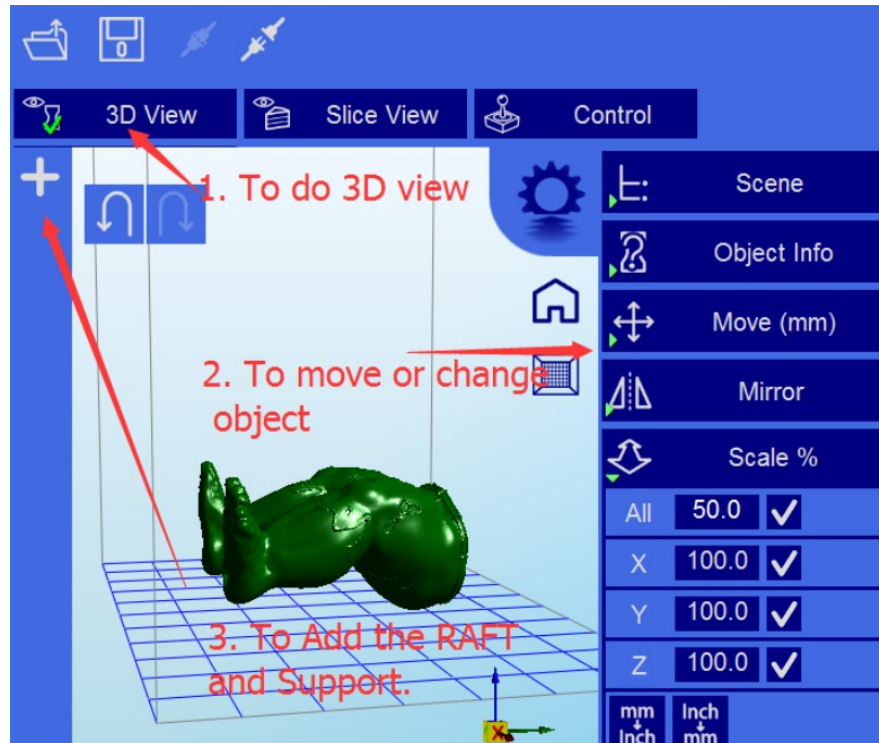 0
3D View
Slice View
Control
1. To do 3D view
Scene
Object Info
Move (mm)
2. To move or change
object
Mirror
Scale %
All 50.0
X 100.0
Y 100.0
3. To Add the RAFT
and Support.
Z 100.0
mm
Inch
Inch
mm
X